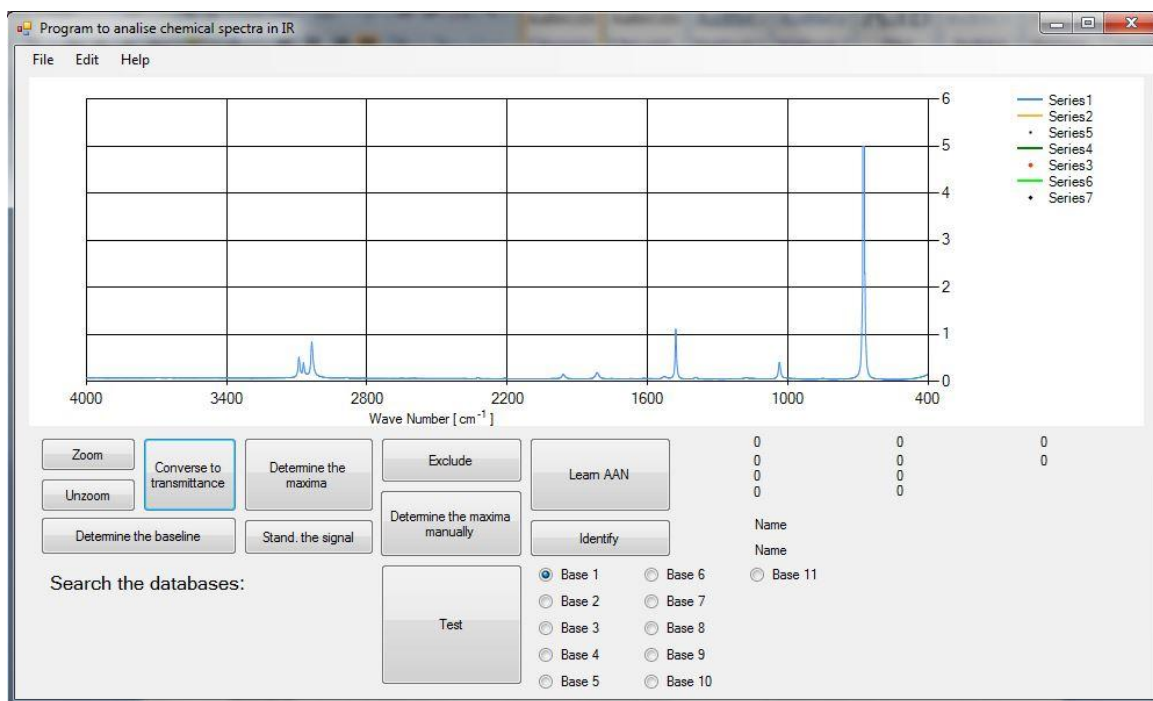 Program to analise chemical spectra in IR
File Edit Help
6
5
4
3
2
1
0
4000 3400 2800 2200 1600 1000 400
Wave Number [ cm-1 ]
Series1
Series2
Series5
Series4
Series3
Series6
Series7
Zoom
Unzoom
Converse to
transmittance
Determine the
maxima
Exclude
Determine the maxima
manually
Learn AAN
Determine the baseline
Stand. the signal
Identify
0 0 0
0 0 0
0 0
0 0
Name
Name
Search the databases:
Test
Base 1 Base 6 Base 11
Base 2 Base 7
Base 3 Base 8
Base 4 Base 9
Base 5 Base 10